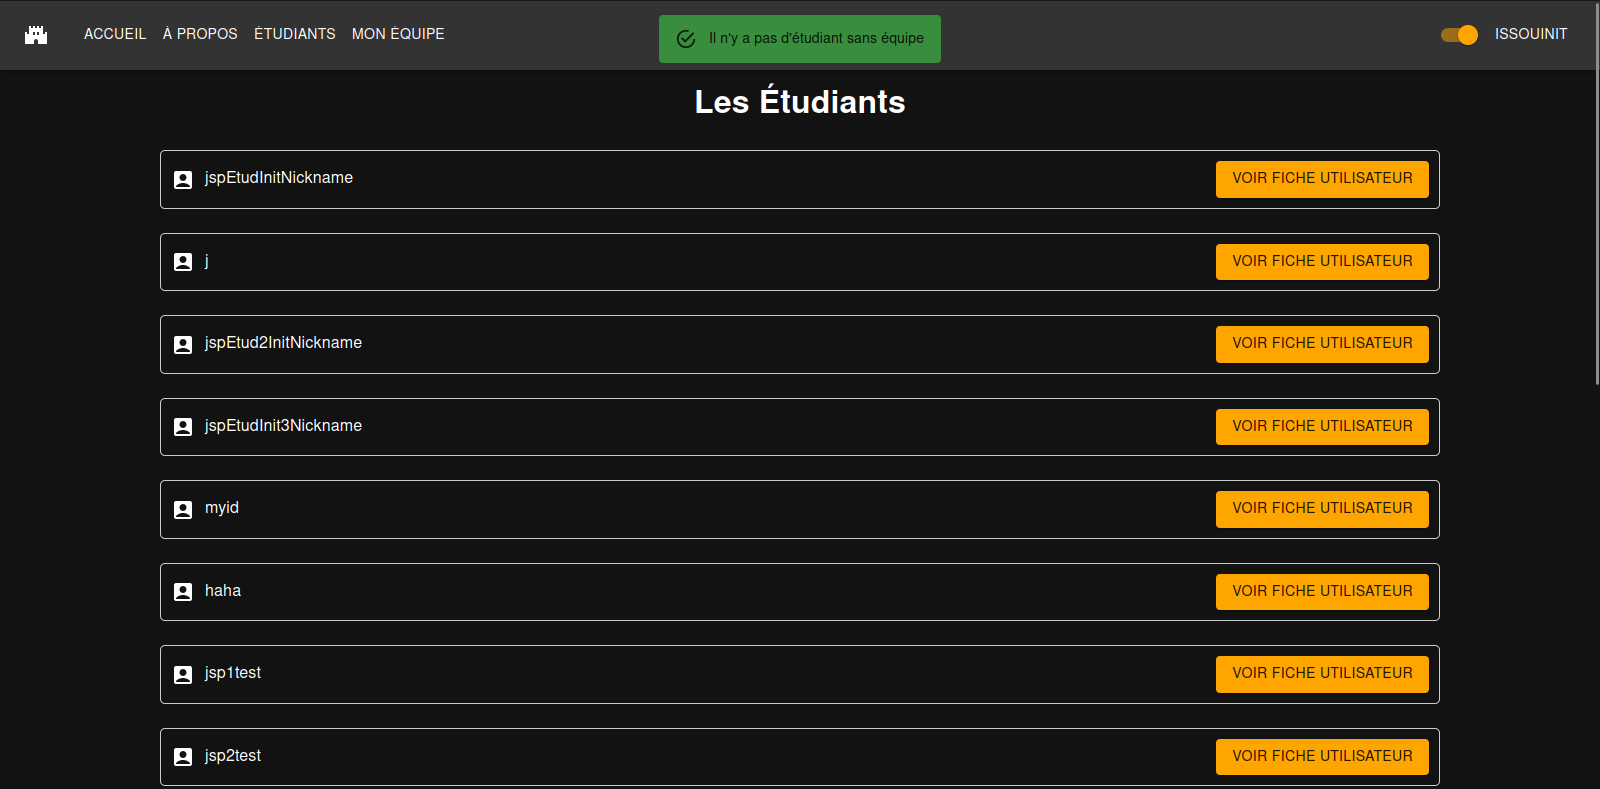 ACCUEIL À PROPOS ÉTUDIANTS MON ÉQUIPE Il n'y a pas d'étudiant sans équipe ISSOUINIT
Les Étudiants
jspEtudInitNickname VOIR FICHE UTILISATEUR
j VOIR FICHE UTILISATEUR
jspEtud2InitNickname VOIR FICHE UTILISATEUR
jspEtudInit3Nickname VOIR FICHE UTILISATEUR
myid VOIR FICHE UTILISATEUR
haha VOIR FICHE UTILISATEUR
jsp1test VOIR FICHE UTILISATEUR
jsp2test VOIR FICHE UTILISATEUR